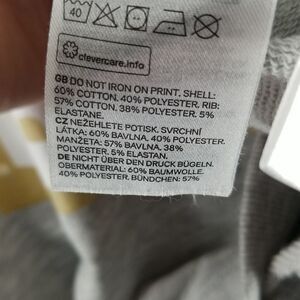 40
clevercare.info
GB DO NOT IRON ON PRINT, SHELL:
60% COTTON. 40% POLYESTER, RIB:
57% COTTON. 38% POLYESTER. 5%
ELASTANE.
CZ NEŽEHLETE POTISK. SVRCHNÍ
LÁTKA: 60% BAVLNA. 40% POLYESTER,
MANŽETA: 57% BAVLNA. 38%
POLYESTER. 5% ELASTAN.
DE NICHT ÜBER DEN DRUCK BÜGELN.
OBERMATERIAL: 60% BAUMWOLLE.
40% POLYESTER, BÜNDCHEN: 57%